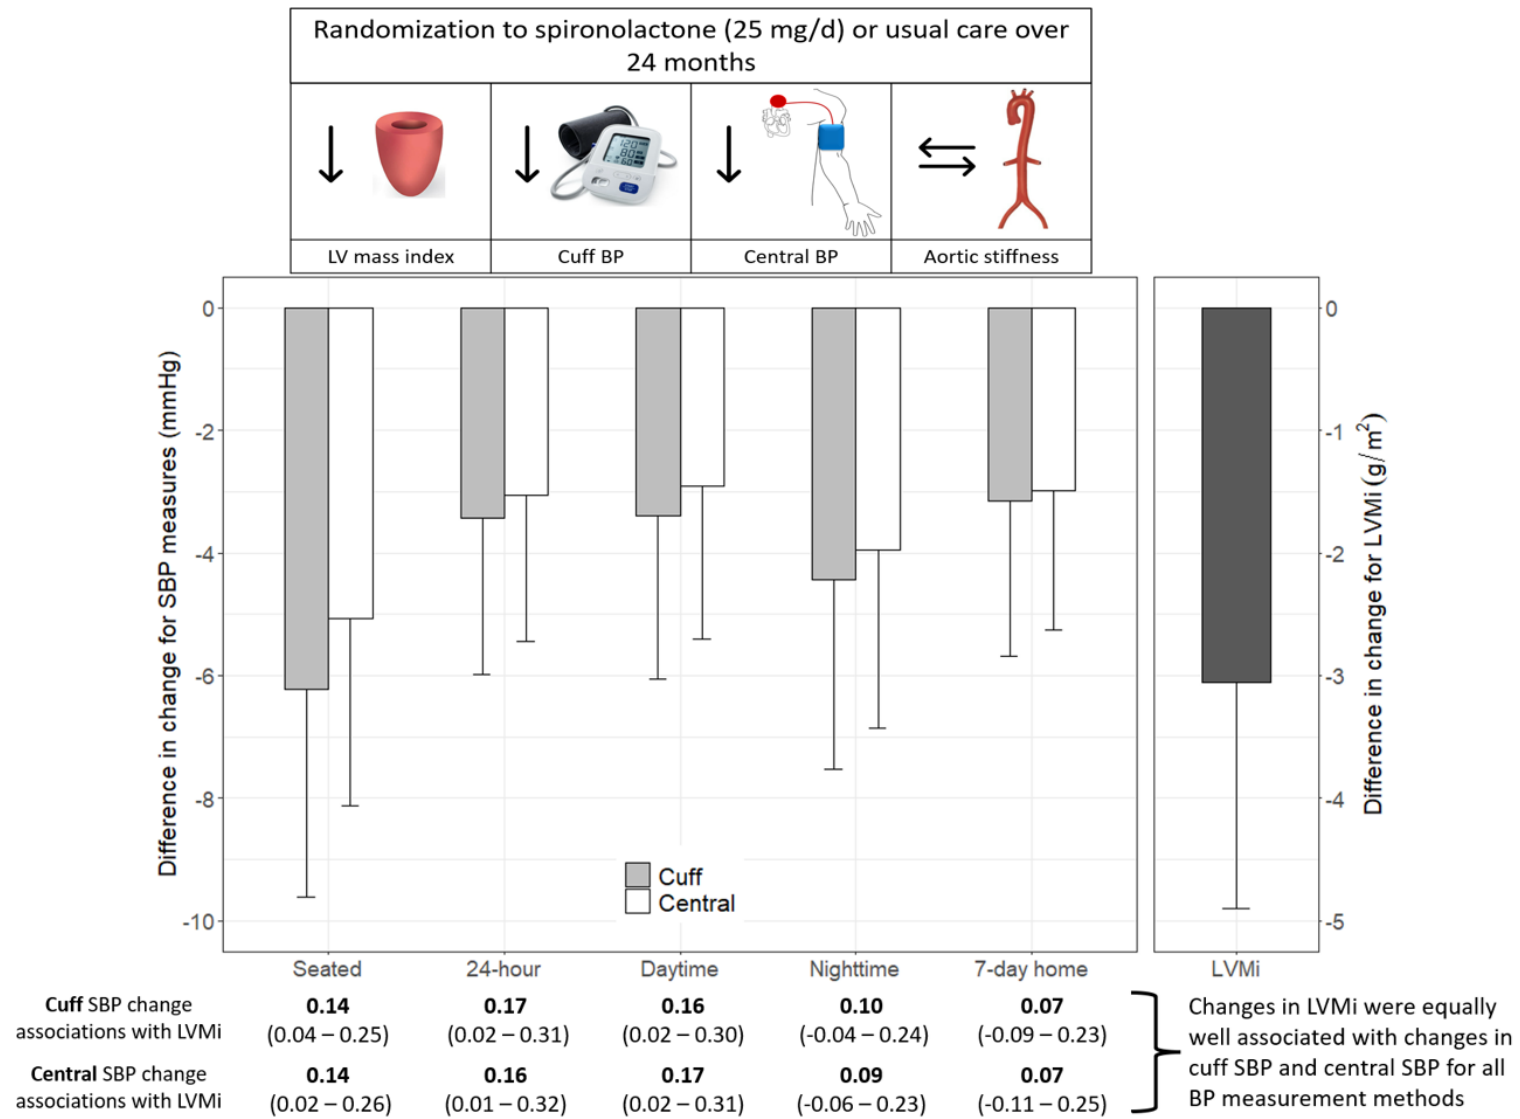 Randomization to spironolactone (25 mg/d) or usual care over
24 months
LV mass index
Cuff BP
Central BP
Aortic stiffness
Difference in change for SBP measures (mmHg)
0
-2
-4
-6
-8
-10
Cuff
Central
Seated
24-hour
Daytime
Nighttime
7-day home
0
-1
-2
-3
-4
-5
Difference in change for LVMi (g/m²)
LVMi
Cuff SBP change
associations with LVMi
0.14
(0.04 – 0.25)
0.17
(0.02 – 0.31)
0.16
(0.02 – 0.30)
0.10
(-0.04 – 0.24)
0.07
(-0.09 – 0.23)
Central SBP change
associations with LVMi
0.14
(0.02 – 0.26)
0.16
(0.01 – 0.32)
0.17
(0.02 – 0.31)
0.09
(-0.06 – 0.23)
0.07
(-0.11 – 0.25)
Changes in LVMi were equally
well associated with changes in
cuff SBP and central SBP for all
BP measurement methods